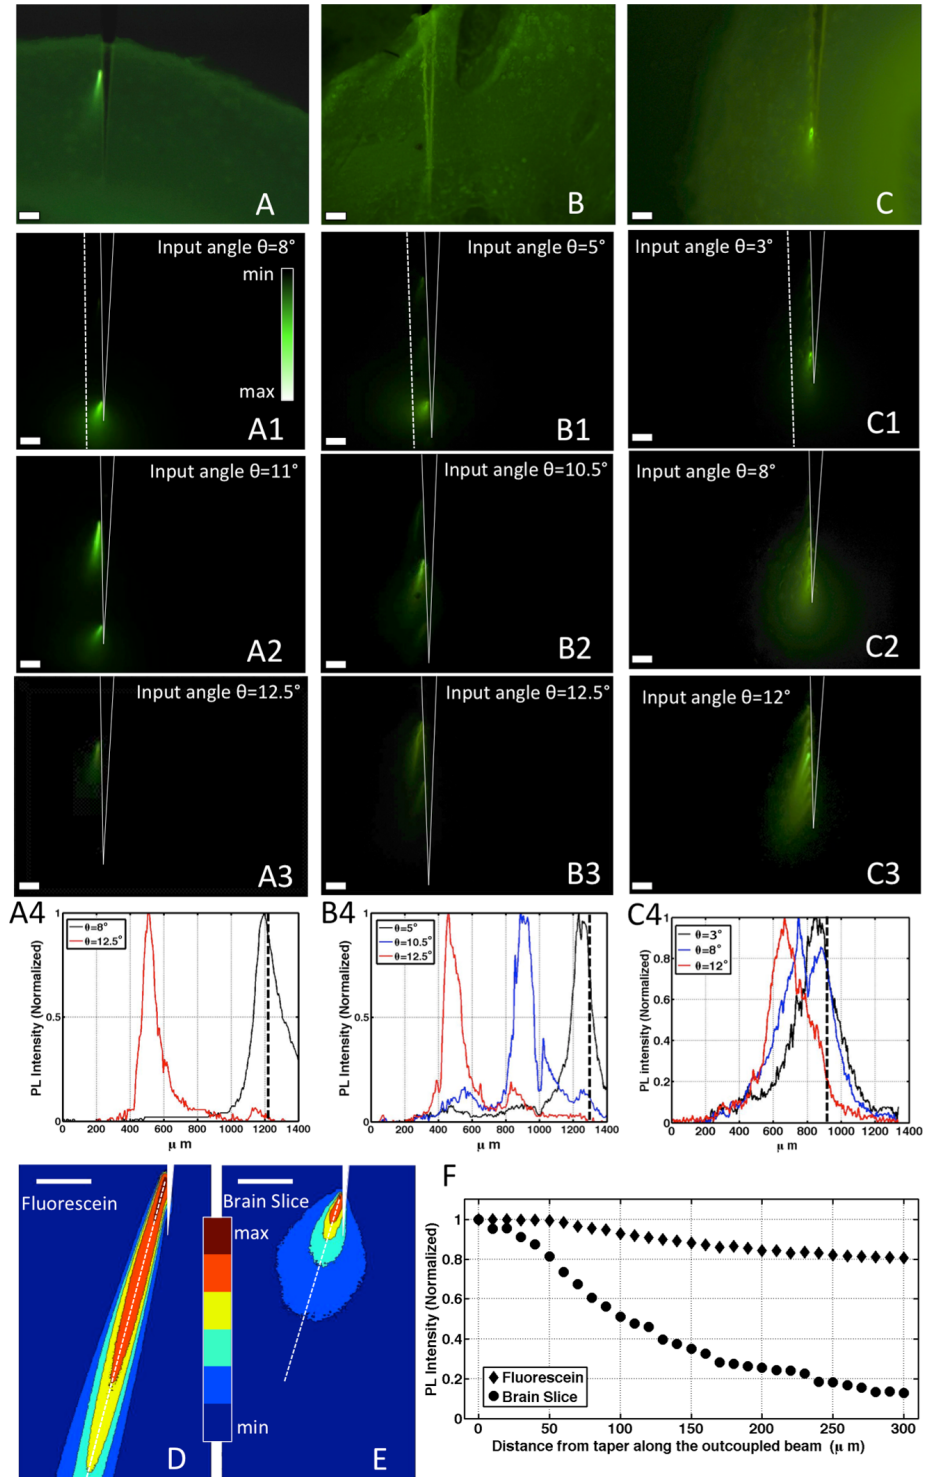 A
B
C
Input angle θ=8°
min
max
A1
Input angle θ=5°
B1
Input angle θ=3°
C1
Input angle θ=11°
A2
Input angle θ=10.5°
B2
Input angle θ=8°
C2
Input angle θ=12.5°
A3
Input angle θ=12.5°
B3
Input angle θ=12°
C3
A4
PL Intensity (Normalized)
1
0.5
0
θ=8°
θ=12.5°
0 200 400 600 800 1000 1200 1400
μ m
B4
PL Intensity (Normalized)
1
0.5
0
θ=5°
θ=10.5°
θ=12.5°
0 200 400 600 800 1000 1200 1400
μ m
C4
PL intensity (Normalized)
1
0.8
0.6
0.4
0.2
0
θ=3°
θ=8°
θ=12°
0 200 400 600 800 1000 1200 1400
μ m
Fluorescein
D
max
min
Brain Slice
E
F
PL Intensity (Normalized)
1
0.8
0.6
0.4
0.2
0
Fluorescein
Brain Slice
0 50 100 150 200 250 300
Distance from taper along the outcoupled beam (μ m)